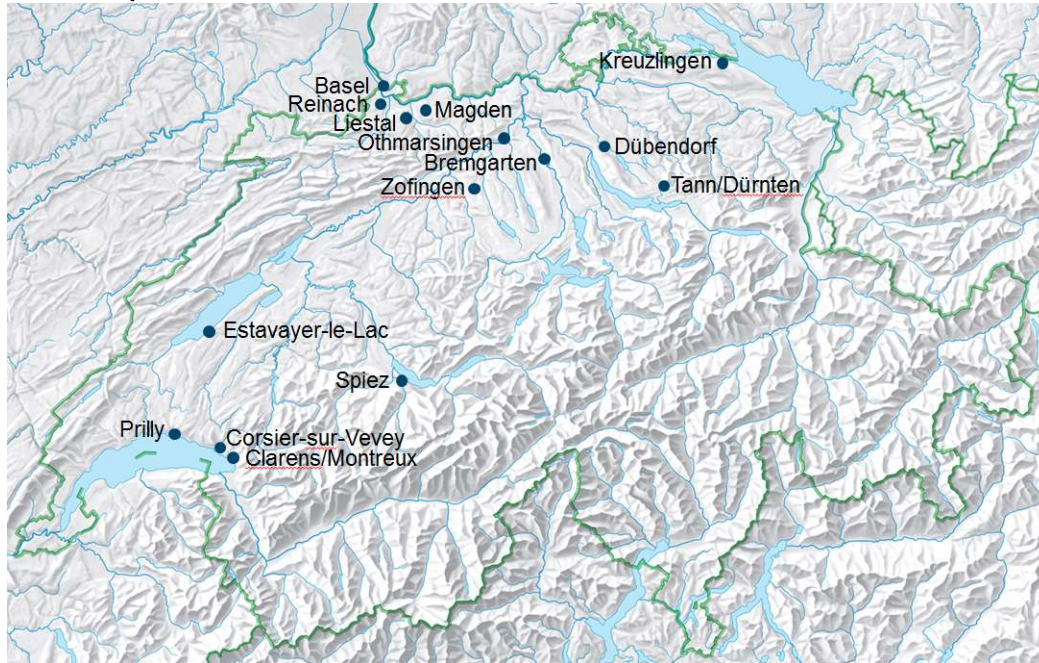 Kreuzlingen
Basel
Reinach
Magden
Liestal
Othmarsingen
Dübendorf
Bremgarten
Zofingen
Tann/Dürnten
Estavayer-le-Lac
Spiez
Prilly
Corsier-sur-Vevey
Clarens/Montreux